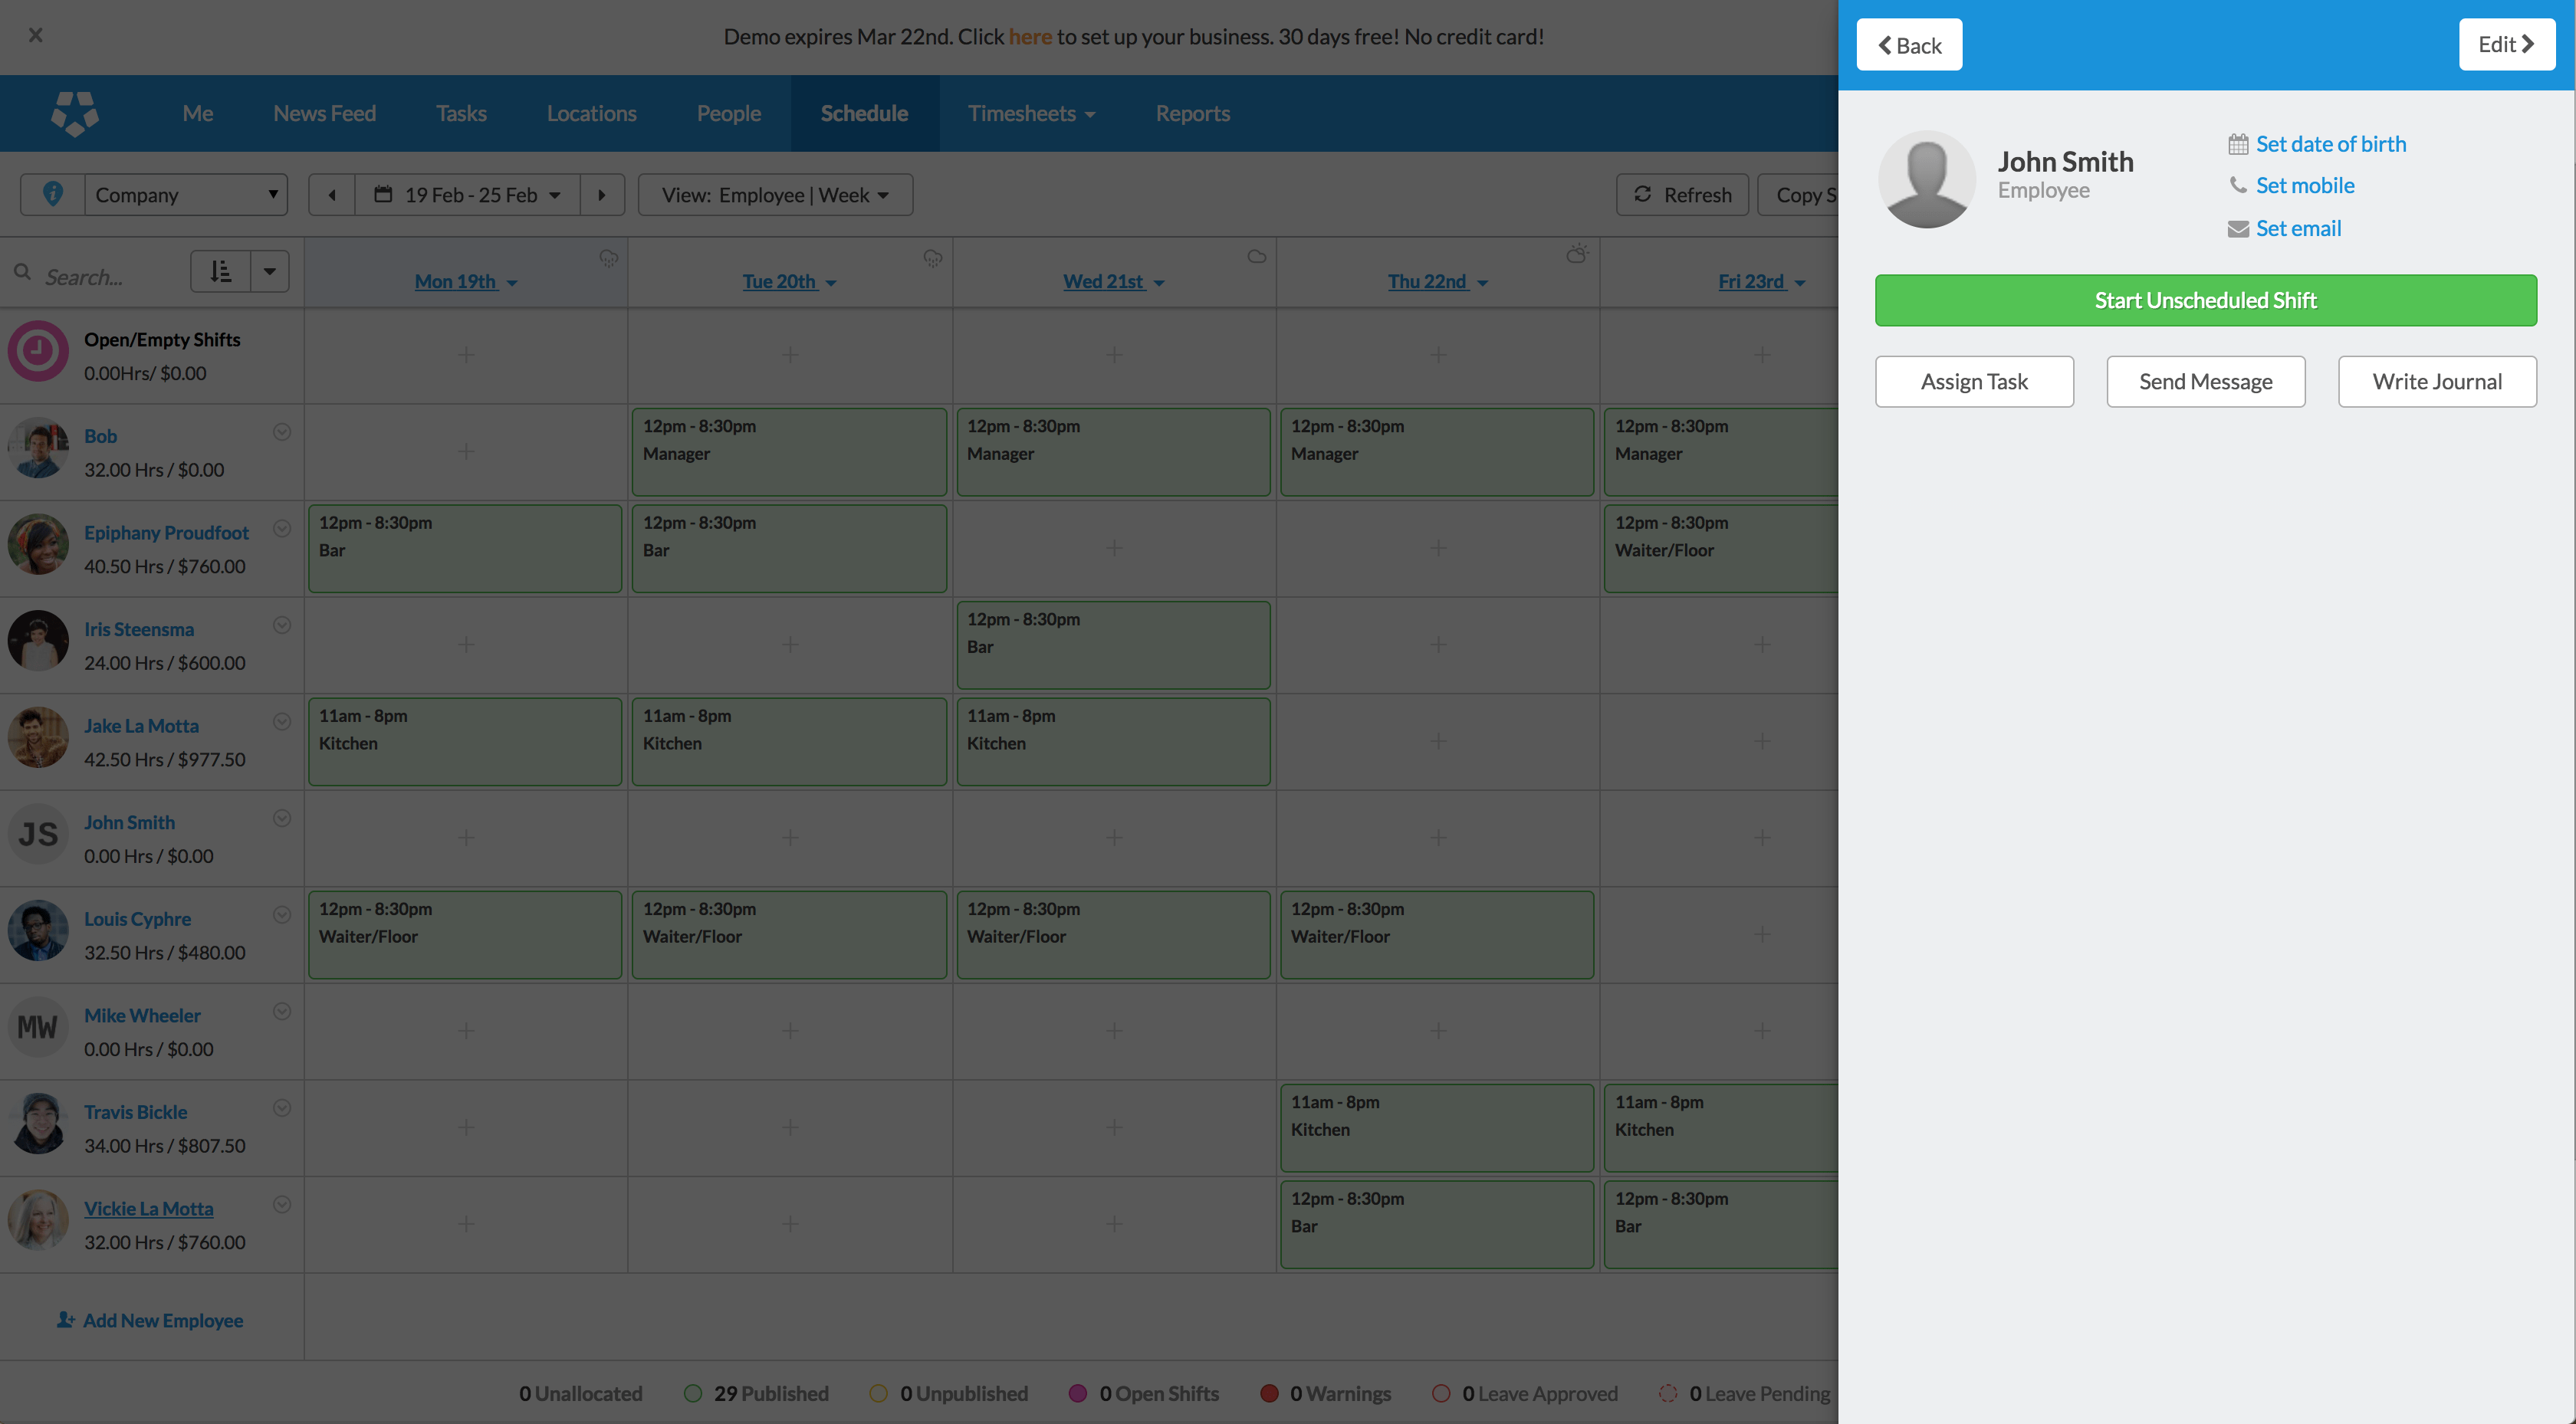 Demo expires Mar 22nd. Click here to set up your business. 30 days free! No credit card!
Me News Feed Tasks Locations People Schedule Timesheets Reports
Company 19 Feb - 25 Feb View: Employee | Week Refresh Copy S
Search... Mon 19th Tue 20th Wed 21st Thu 22nd Fri 23rd
Open/Empty Shifts
0.00Hrs/ $0.00
Bob
32.00 Hrs / $0.00
12pm - 8:30pm
Manager
12pm - 8:30pm
Manager
12pm - 8:30pm
Manager
12pm - 8:30pm
Manager
Epiphany Proudfoot
40.50 Hrs / $760.00
12pm - 8:30pm
Bar
12pm - 8:30pm
Bar
12pm - 8:30pm
Waiter/Floor
Iris Steensma
24.00 Hrs / $600.00
12pm - 8:30pm
Bar
Jake La Motta
42.50 Hrs / $977.50
11am - 8pm
Kitchen
11am - 8pm
Kitchen
11am - 8pm
Kitchen
JS
John Smith
0.00 Hrs / $0.00
Louis Cyphre
32.50 Hrs / $480.00
12pm - 8:30pm
Waiter/Floor
12pm - 8:30pm
Waiter/Floor
12pm - 8:30pm
Waiter/Floor
12pm - 8:30pm
Waiter/Floor
MW
Mike Wheeler
0.00 Hrs / $0.00
Travis Bickle
34.00 Hrs / $807.50
11am - 8pm
Kitchen
11am - 8pm
Kitchen
Vickie La Motta
32.00 Hrs / $760.00
12pm - 8:30pm
Bar
12pm - 8:30pm
Bar
Add New Employee
0 Unallocated 29 Published 0 Unpublished 0 Open Shifts 0 Warnings 0 Leave Approved 0 Leave Pending
Back Edit
John Smith
Employee
Set date of birth
Set mobile
Set email
Start Unscheduled Shift
Assign Task Send Message Write Journal